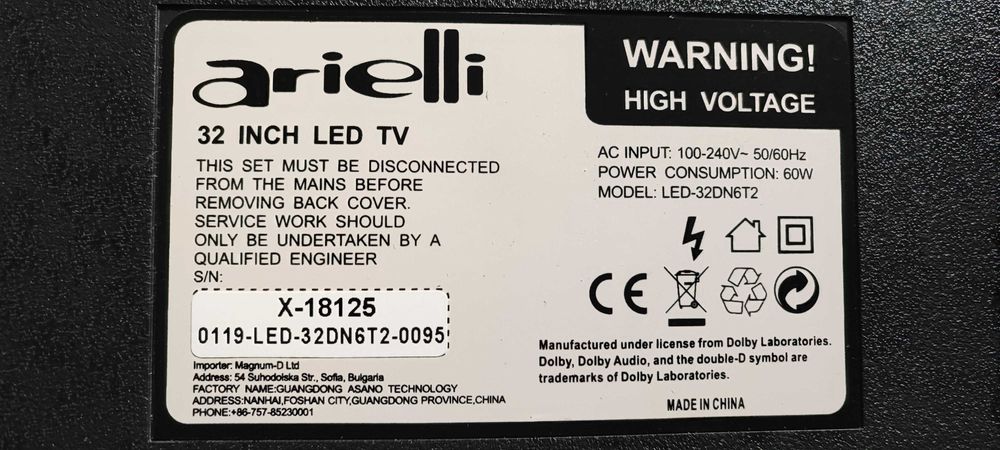 arielli
WARNING!
HIGH VOLTAGE
32 INCH LED TV
THIS SET MUST BE DISCONNECTED
FROM THE MAINS BEFORE
REMOVING BACK COVER.
SERVICE WORK SHOULD
ONLY BE UNDERTAKEN BY A
QUALIFIED ENGINEER
S/N:
X-18125
0119-LED-32DN6T2-0095
Importer: Magnum-D Ltd
Address: 54 Suhodolska Str., Sofia, Bulgaria
FACTORY NAME:GUANGDONG ASANO TECHNOLOGY
ADDRESS:NANHAI,FOSHAN CITY,GUANGDONG PROVINCE,CHINA
PHONE:+86-757-85230001
AC INPUT: 100-240V~ 50/60Hz
POWER CONSUMPTION: 60W
MODEL: LED-32DN6T2
CE
Manufactured under license from Dolby Laboratories.
Dolby, Dolby Audio, and the double-D symbol are
trademarks of Dolby Laboratories.
MADE IN CHINA